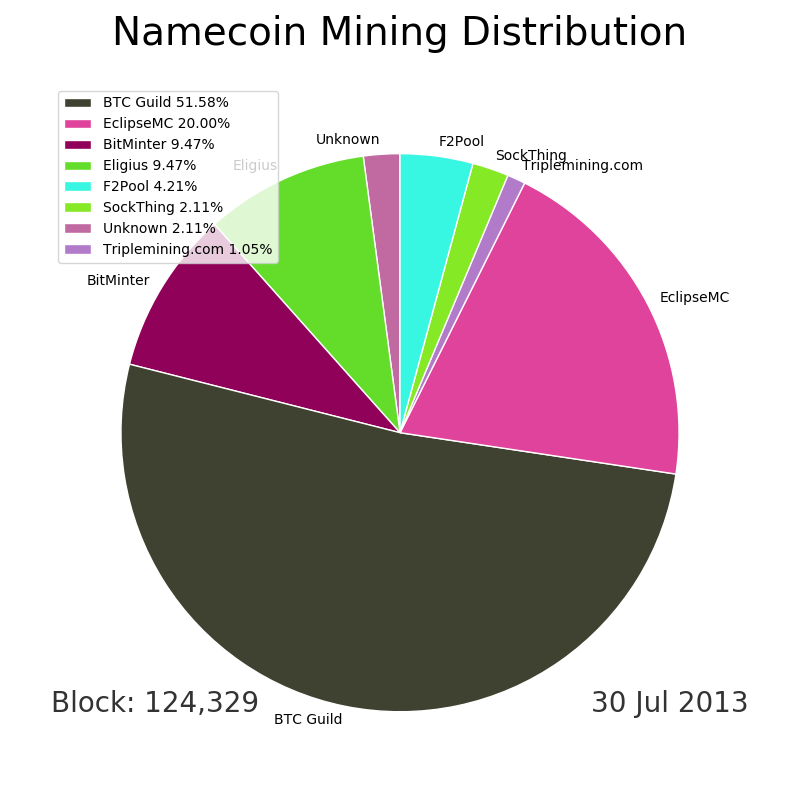 Namecoin Mining Distribution
BTC Guild 51.58%
EclipseMC 20.00%
BitMinter 9.47%
Eligius 9.47%
F2Pool 4.21%
SockThing 2.11%
Unknown 2.11%
Triplemining.com 1.05%
Unknown
F2Pool
SockThing
Triplemining.com
Eligius
BitMinter
EclipseMC
Block: 124,329
30 Jul 2013
BTC Guild